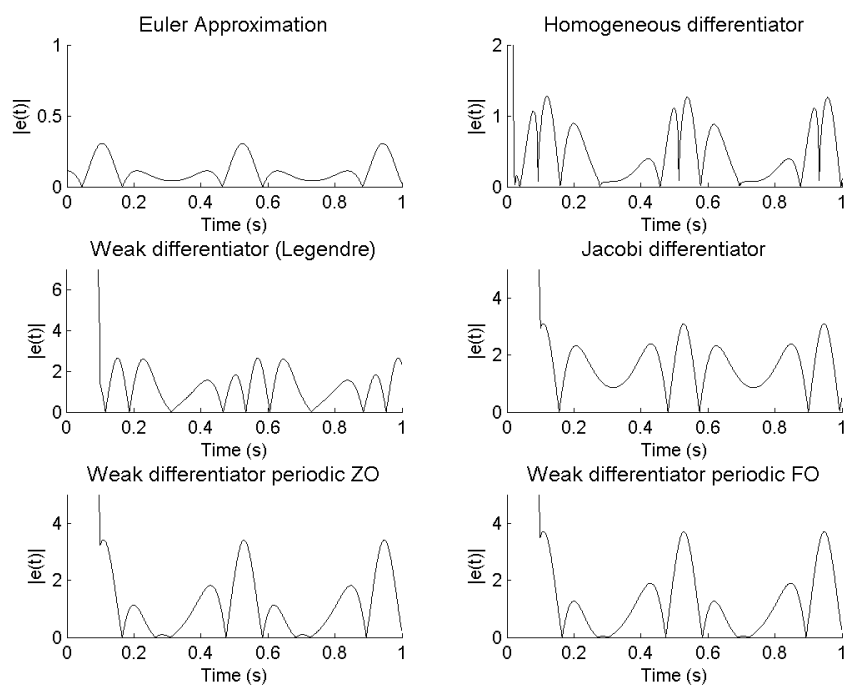 Euler Approximation
1
0.5
0
|e(t)|
0 0.2 0.4 0.6 0.8 1
Time (s)
Homogeneous differentiator
2
1
0
|e(t)|
0 0.2 0.4 0.6 0.8 1
Time (s)
Weak differentiator (Legendre)
6
4
2
0
|e(t)|
0 0.2 0.4 0.6 0.8 1
Time (s)
Jacobi differentiator
4
2
0
|e(t)|
0 0.2 0.4 0.6 0.8 1
Time (s)
Weak differentiator periodic ZO
4
2
0
|e(t)|
0 0.2 0.4 0.6 0.8 1
Time (s)
Weak differentiator periodic FO
4
2
0
|e(t)|
0 0.2 0.4 0.6 0.8 1
Time (s)